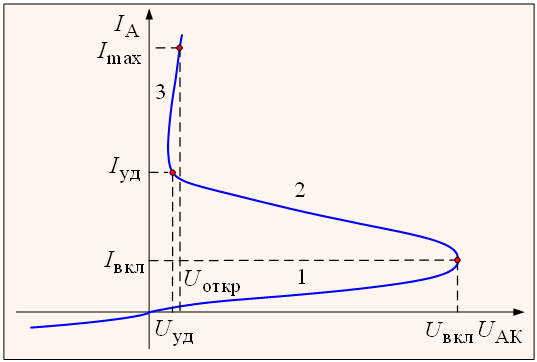 I_A
I_max
3
I_уд
2
I_вкл
U_откр
1
U_уд
U_вкл U_АК